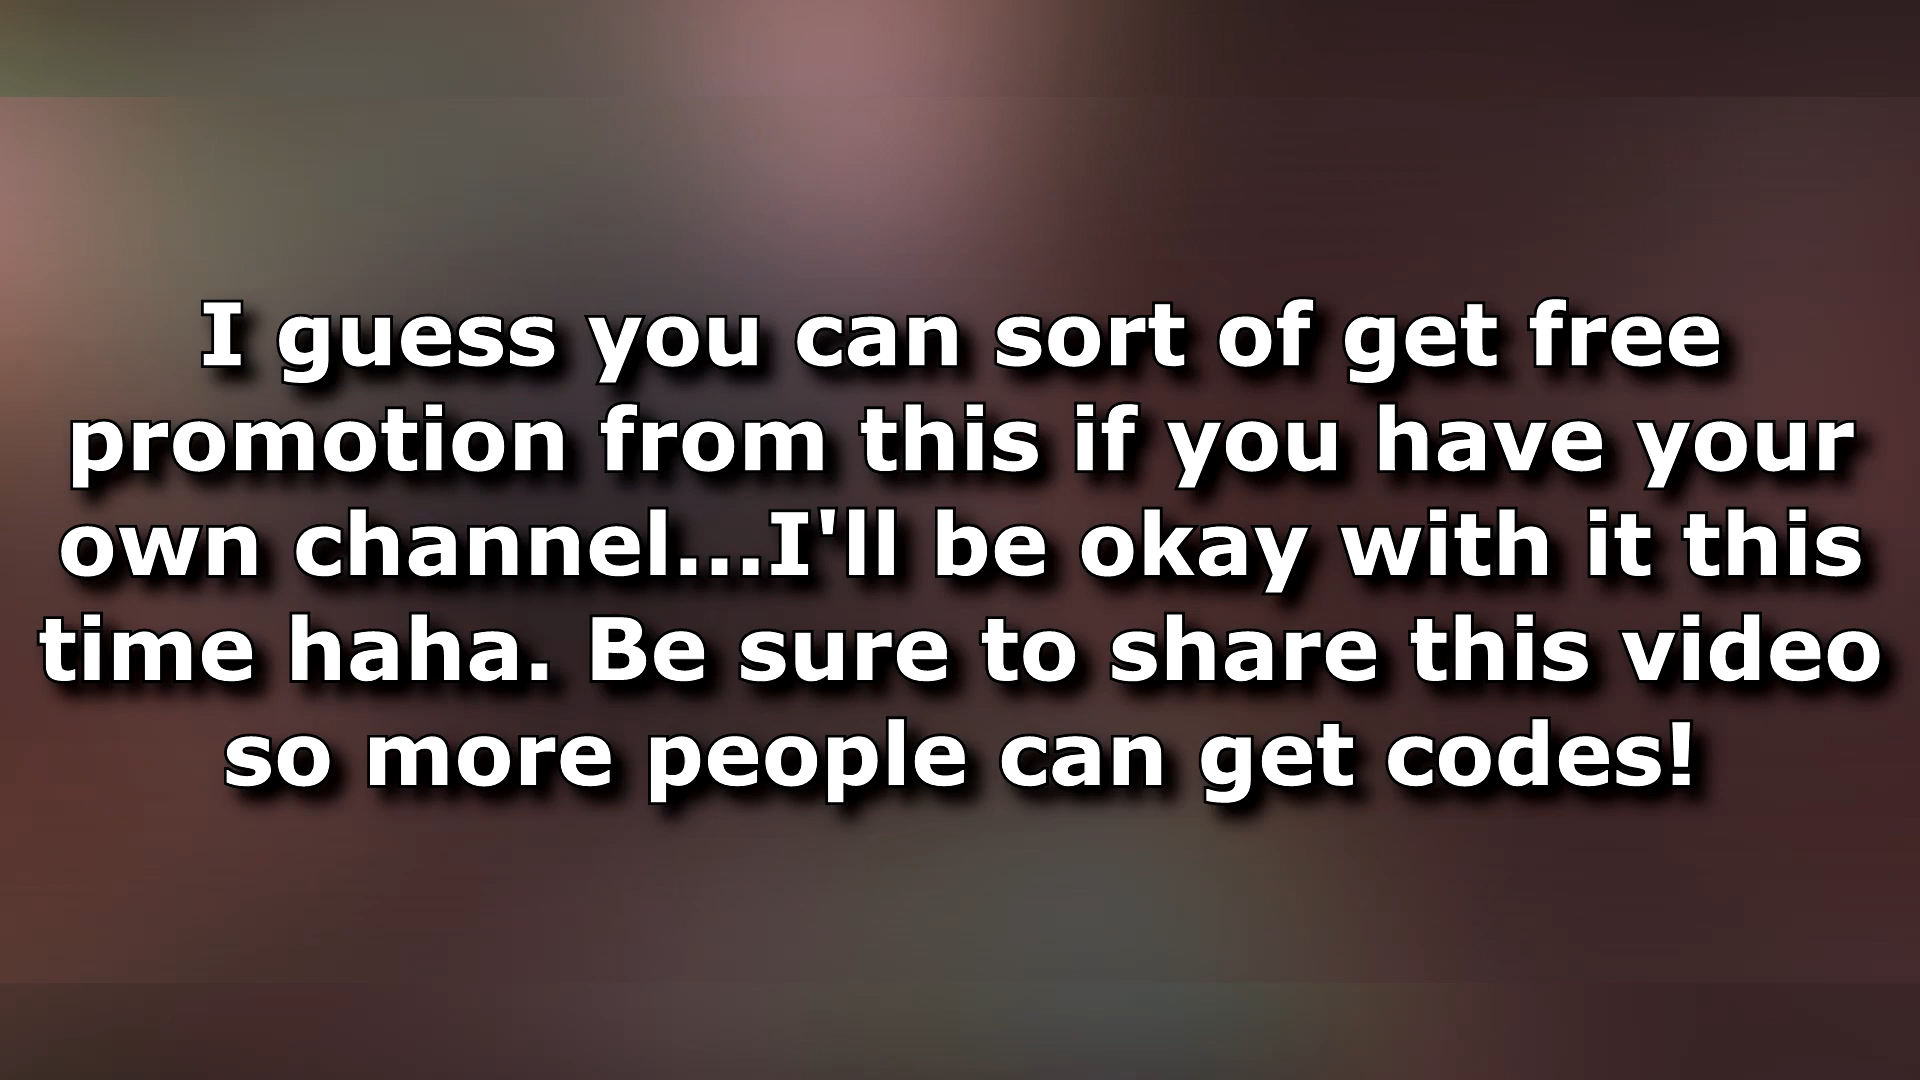 I guess you can sort of get free
promotion from this if you have your
own channel...I'll be okay with it this
time haha. Be sure to share this video
so more people can get codes!